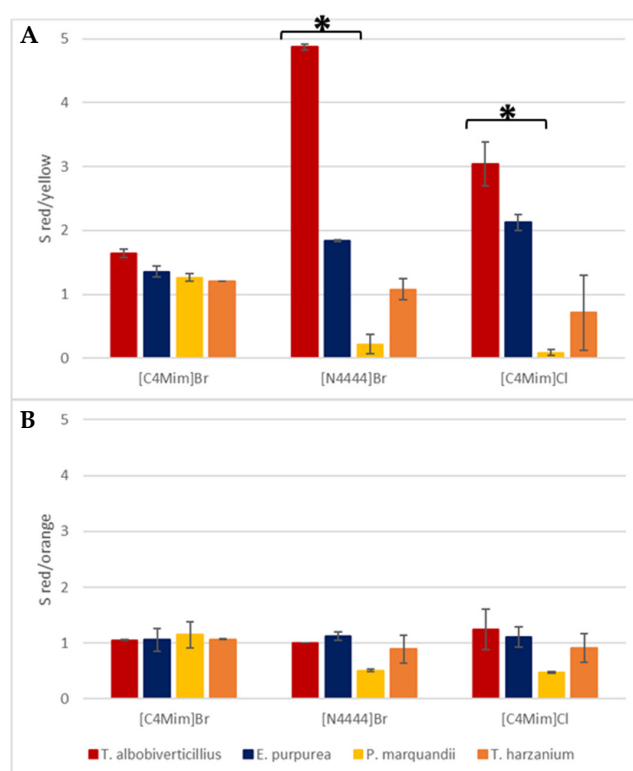 A
5
*
*
4
3
S red/yellow
2
1
0
[C4Mim]Br [N4444]Br [C4Mim]Cl
B
5
4
3
S red/orange
2
1
0
[C4Mim]Br [N4444]Br [C4Mim]Cl
T. albobiverticillius E. purpurea P. marquandii T. harzanium